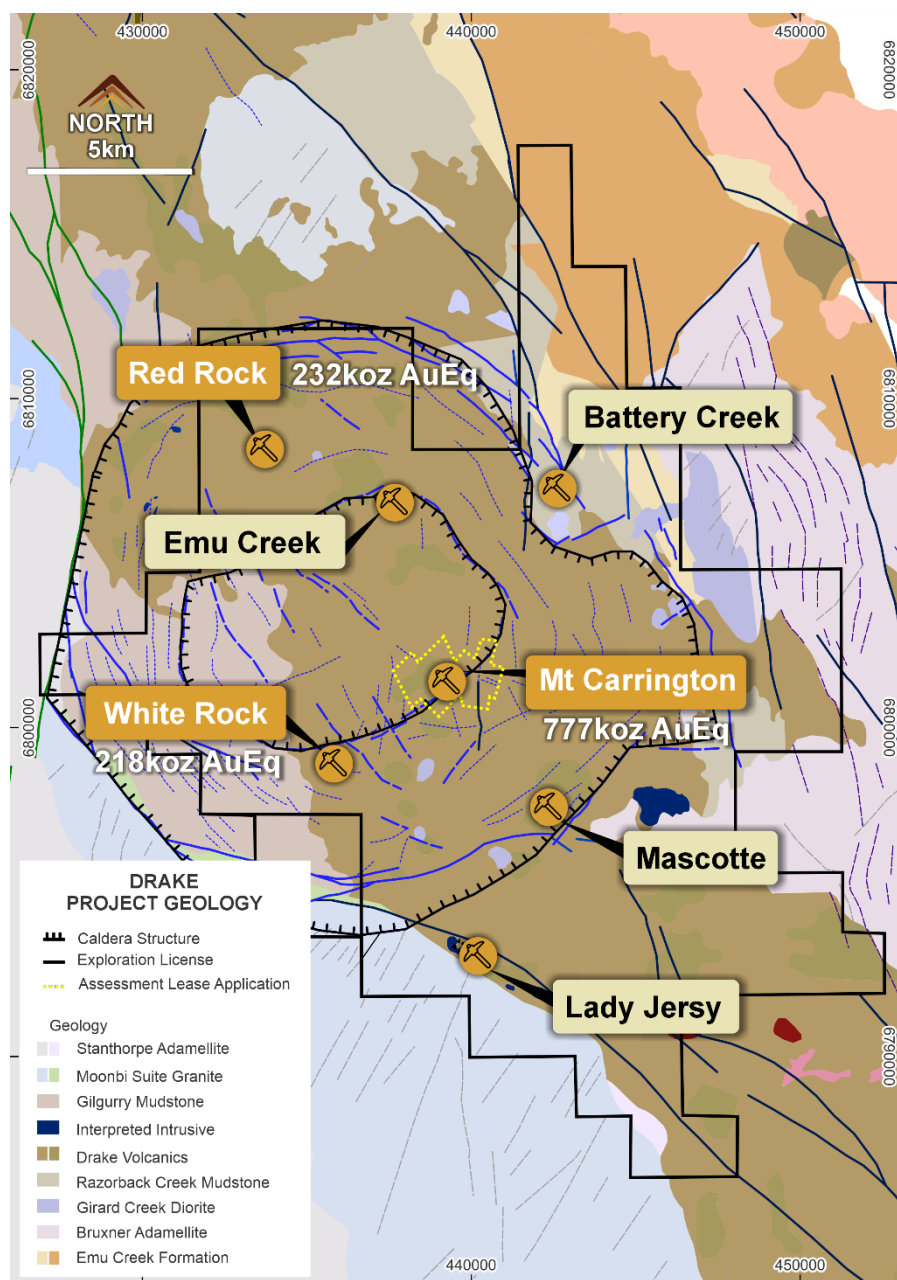 430000
440000
450000
6820000
6820000
NORTH
5km
Red Rock
232koz AuEq
6810000
6810000
Battery Creek
Emu Creek
Mt Carrington
777koz AuEq
White Rock
218koz AuEq
6800000
6800000
Mascotte
Lady Jersy
DRAKE
PROJECT GEOLOGY
Caldera Structure
Exploration License
Assessment Lease Application
Geology
Stanthorpe Adamellite
Moonbi Suite Granite
Gilgurry Mudstone
Interpreted Intrusive
Drake Volcanics
Razorback Creek Mudstone
Girard Creek Diorite
Bruxner Adamellite
Emu Creek Formation
6790000
440000
450000